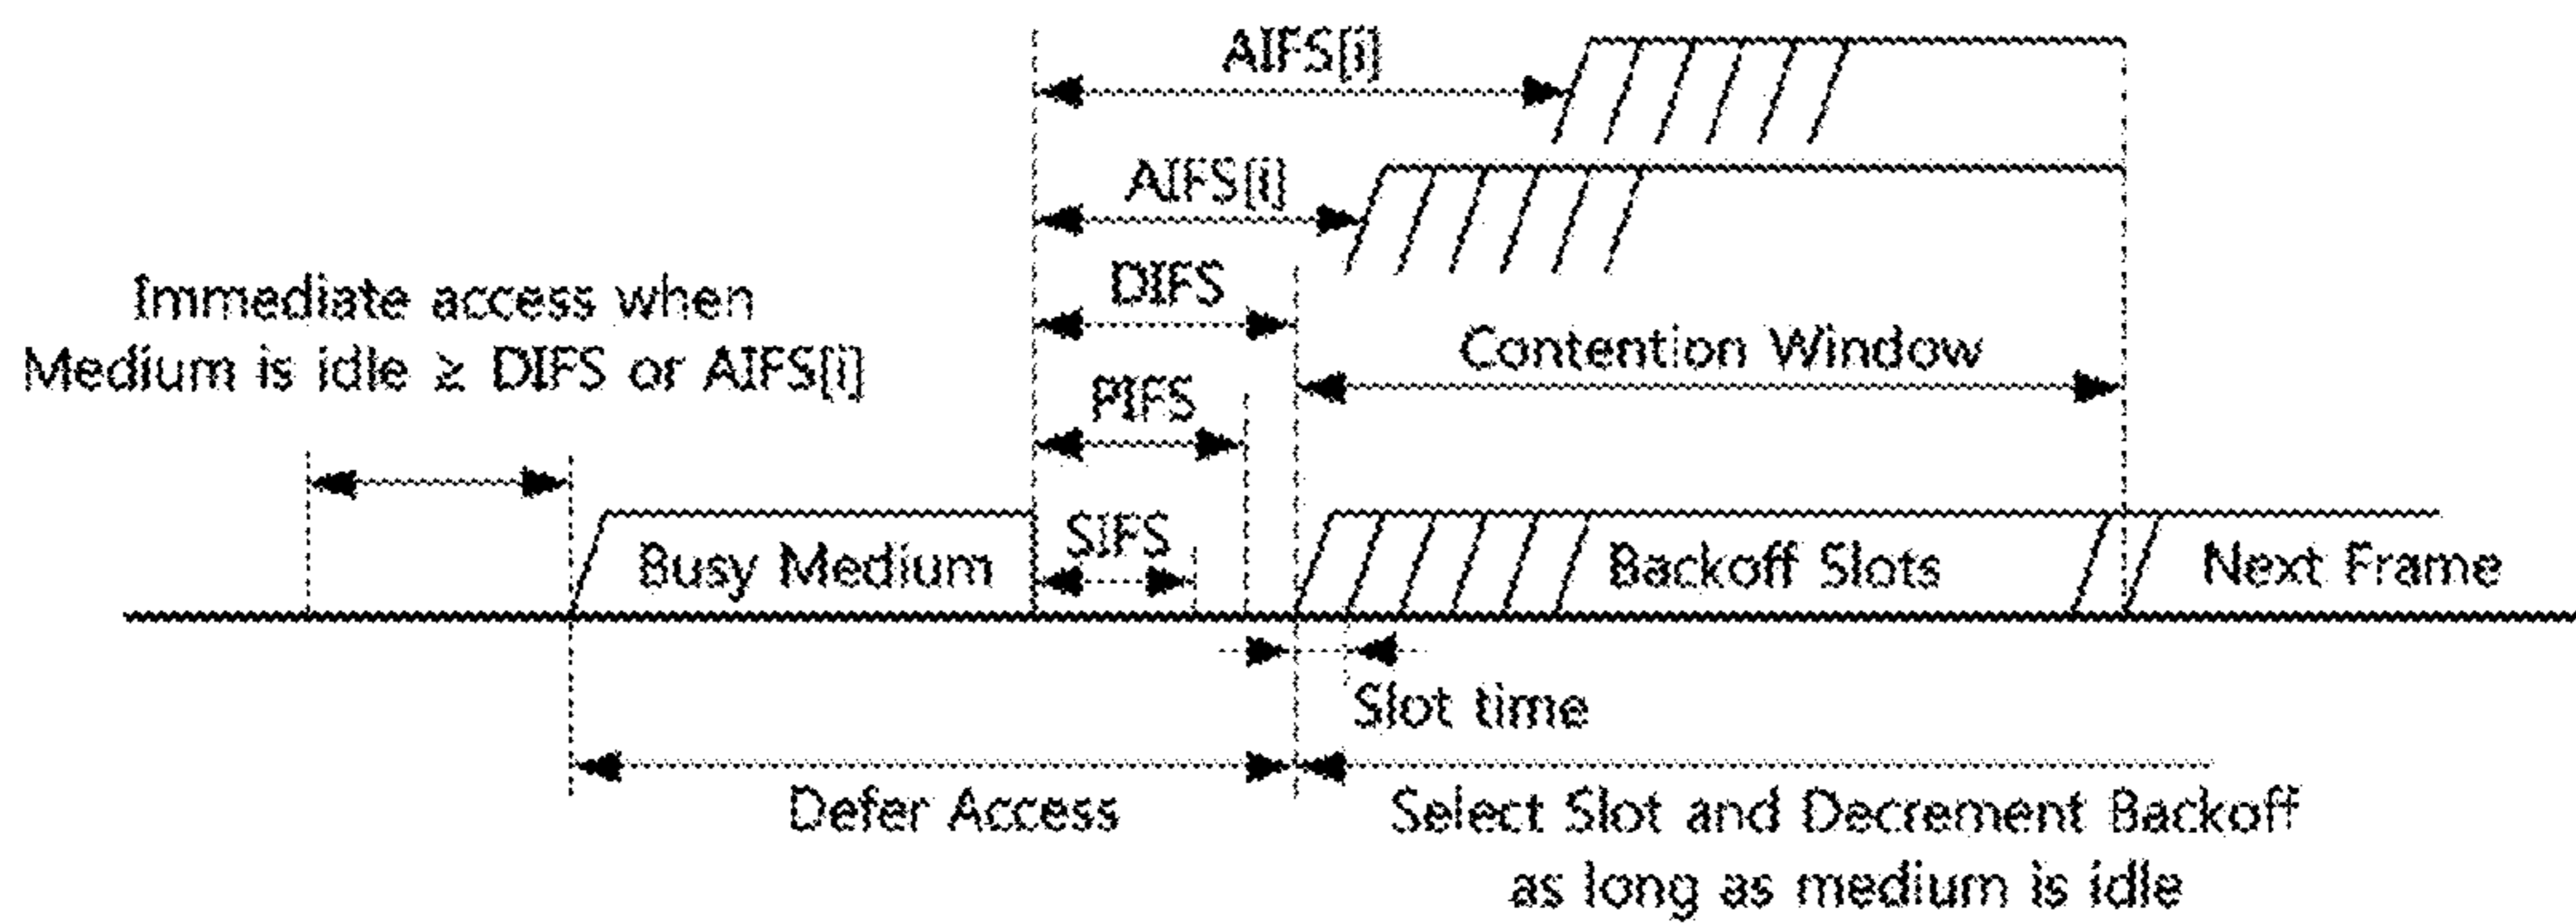 AIFS[i]
AIFS[i]
DIFS
Immediate access when
Medium is idle ≥ DIFS or AIFS[i]
Contention Window
PIFS
SIFS
Busy Medium
Backoff Slots
Next Frame
Slot time
Defer Access
Select Slot and Decrement Backoff
as long as medium is idle